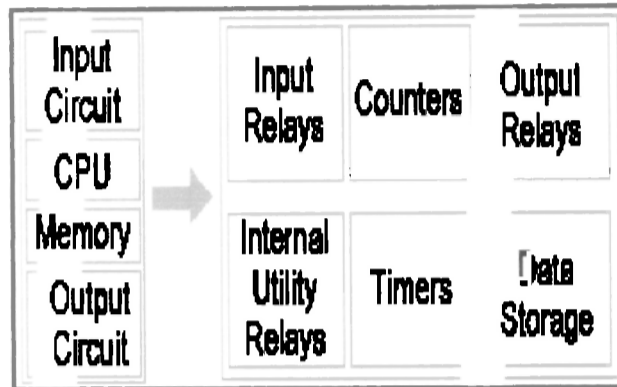 Input
Circuit
CPU
Memory
Output
Circuit
Input
Relays
Counters
Output
Relays
Internal
Utility
Relays
Timers
Data
Storage